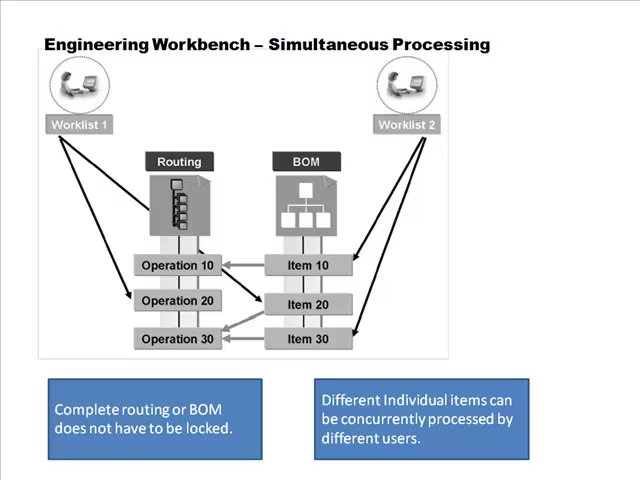 Engineering Workbench – Simultaneous Processing
Worklist 1
Worklist 2
Routing
BOM
Operation 10
Item 10
Operation 20
Item 20
Operation 30
Item 30
Complete routing or BOM
does not have to be locked.
Different Individual items can
be concurrently processed by
different users.